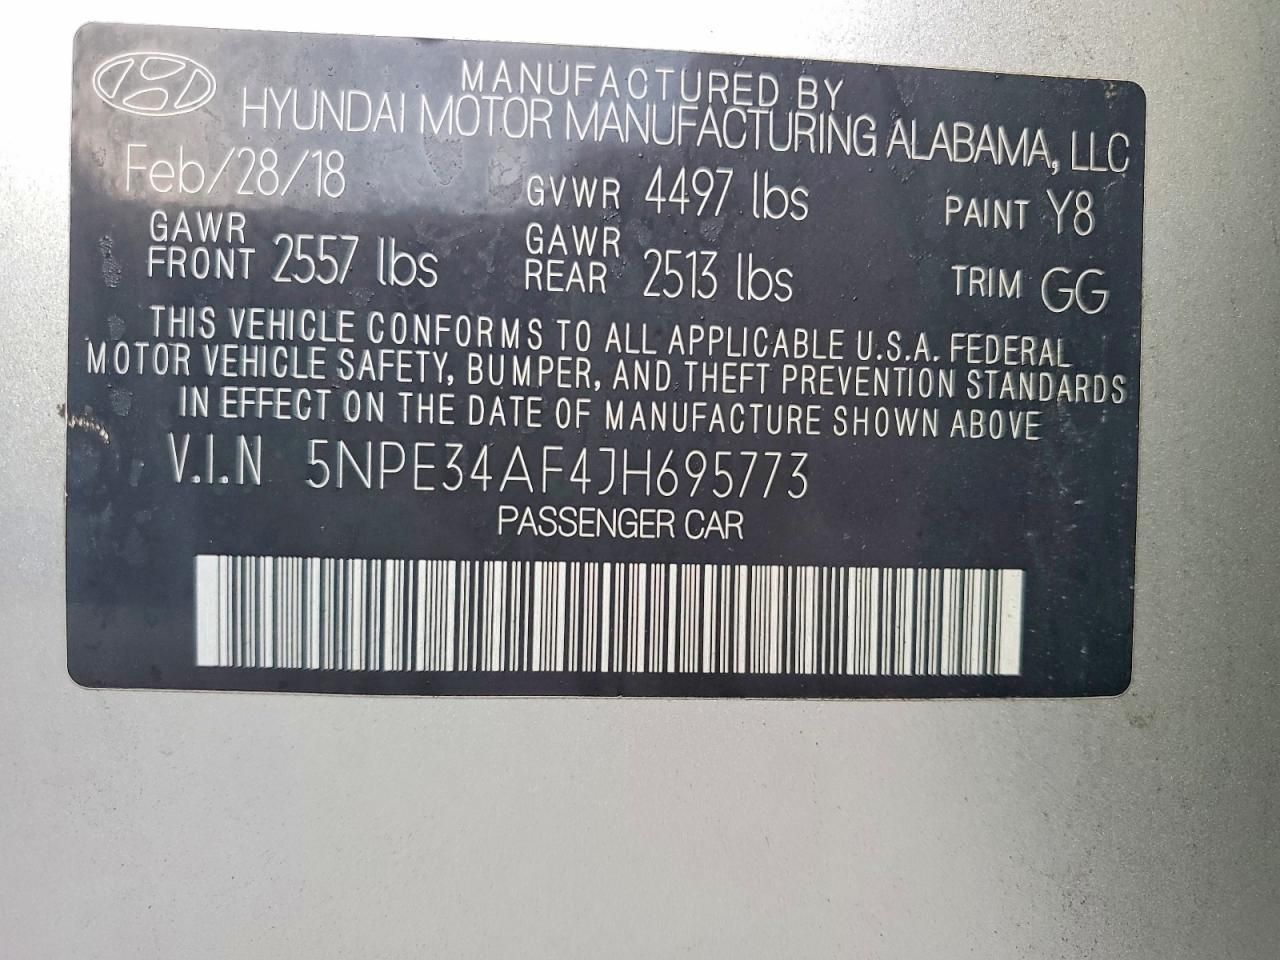 MANUFACTURED BY
HYUNDAI MOTOR MANUFACTURING ALABAMA, LLC
Feb/28/18 GVWR 4497 lbs PAINT Y8
GAWR FRONT 2557 lbs GAWR REAR 2513 lbs TRIM GG
THIS VEHICLE CONFORMS TO ALL APPLICABLE U.S.A. FEDERAL
MOTOR VEHICLE SAFETY, BUMPER, AND THEFT PREVENTION STANDARDS
IN EFFECT ON THE DATE OF MANUFACTURE SHOWN ABOVE
V.I.N 5NPE34AF4JH695773
PASSENGER CAR